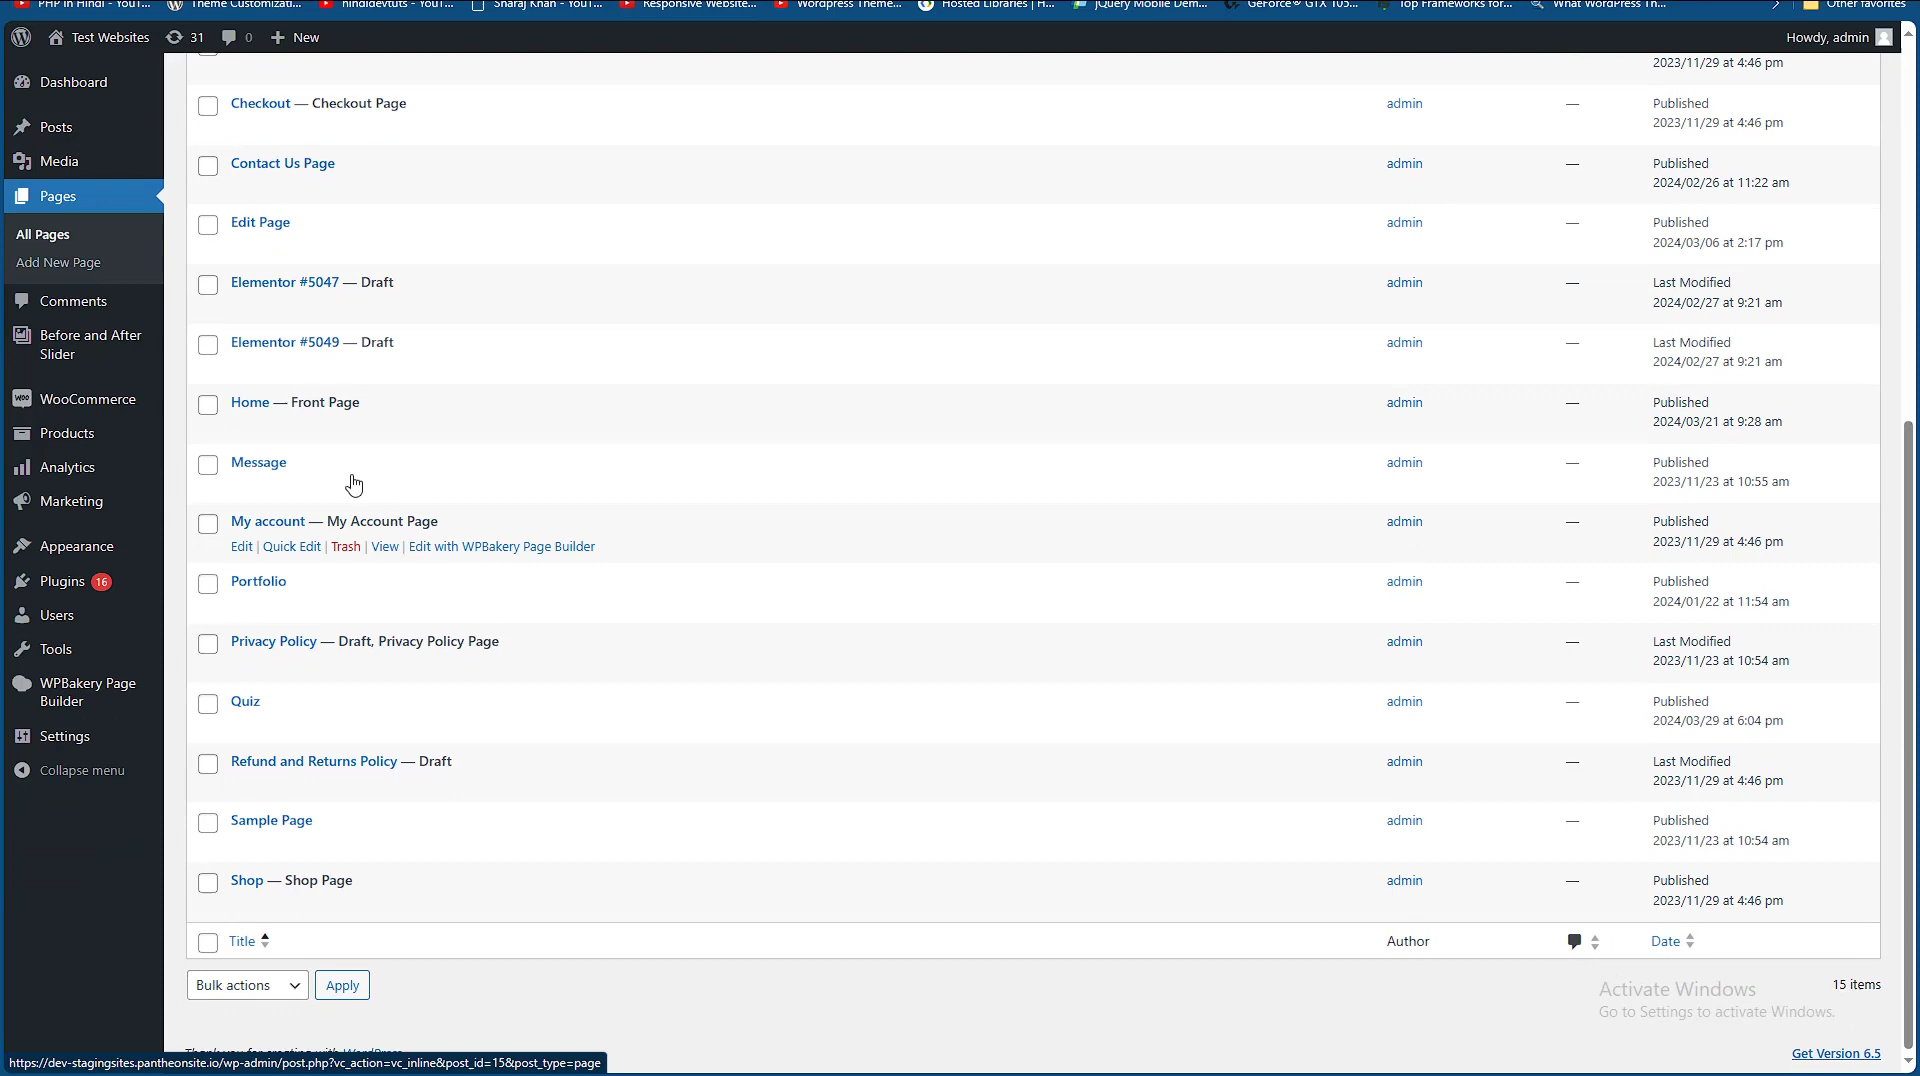 PHP in Hindi - YouT...
Theme Customizati...
hindidevtuts - YouT...
Sharaj Khan - YouT...
Responsive Website...
Wordpress Theme...
Hosted Libraries | H...
jQuery Mobile Dem...
GeForce® GTX 105...
Top Frameworks for...
What WordPress Th...
Other favorites
Test Websites
31
0
New
Howdy, admin
Dashboard
Posts
Media
Pages
All Pages
Add New Page
Comments
Before and After
Slider
WooCommerce
Products
Analytics
Marketing
Appearance
Plugins 16
Users
Tools
WPBakery Page
Builder
Settings
Collapse menu
2023/11/29 at 4:46 pm
Checkout — Checkout Page admin — Published
2023/11/29 at 4:46 pm
Contact Us Page admin — Published
2024/02/26 at 11:22 am
Edit Page admin — Published
2024/03/06 at 2:17 pm
Elementor #5047 — Draft admin — Last Modified
2024/02/27 at 9:21 am
Elementor #5049 — Draft admin — Last Modified
2024/02/27 at 9:21 am
Home — Front Page admin — Published
2024/03/21 at 9:28 am
Message admin — Published
2023/11/23 at 10:55 am
My account — My Account Page admin — Published
Edit | Quick Edit | Trash | View | Edit with WPBakery Page Builder 2023/11/29 at 4:46 pm
Portfolio admin — Published
2024/01/22 at 11:54 am
Privacy Policy — Draft, Privacy Policy Page admin — Last Modified
2023/11/23 at 10:54 am
Quiz admin — Published
2024/03/29 at 6:04 pm
Refund and Returns Policy — Draft admin — Last Modified
2023/11/29 at 4:46 pm
Sample Page admin — Published
2023/11/23 at 10:54 am
Shop — Shop Page admin — Published
2023/11/29 at 4:46 pm
Title Author Date
Bulk actions Apply 15 items
Activate Windows
Go to Settings to activate Windows.
Thank you for creating with WordPress.
Get Version 6.5
https://dev-stagingsites.pantheonsite.io/wp-admin/post.php?vc_action=vc_inline&post_id=15&post_type=page